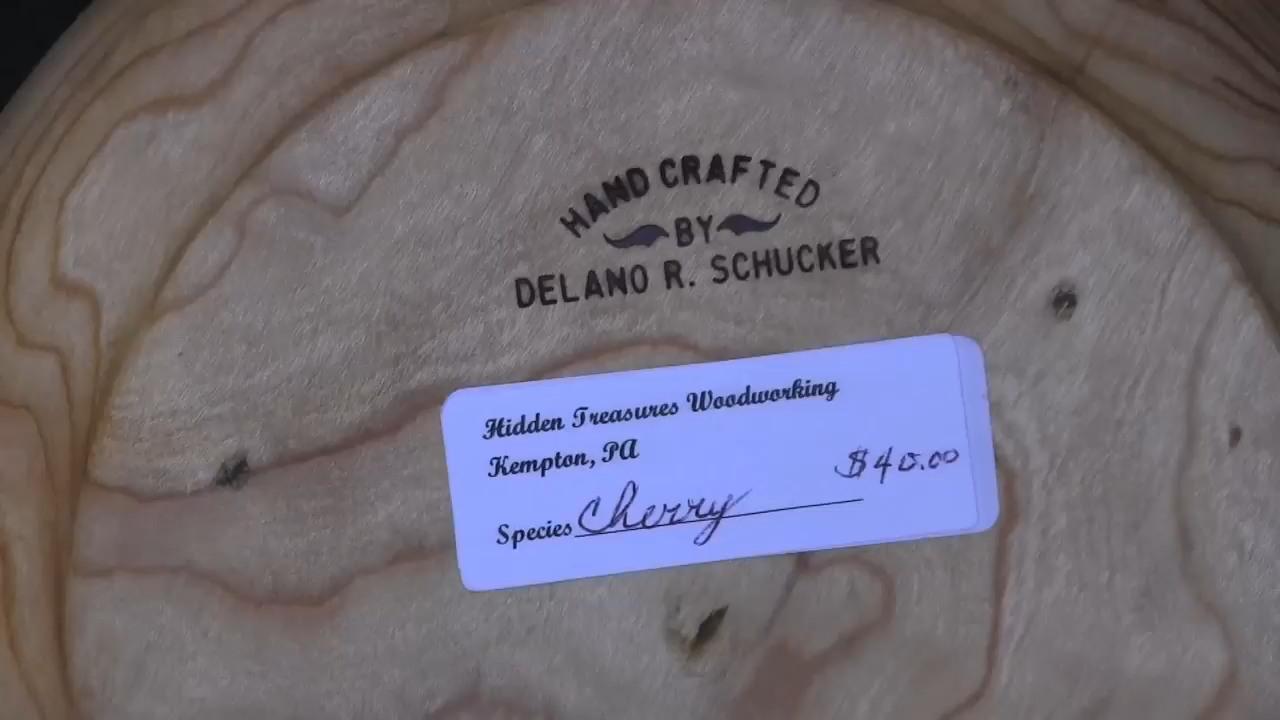 HAND CRAFTED
BY
DELANO R. SCHUCKER
Hidden Treasures Woodworking
Kempton, PA
$40.00
Species Cherry